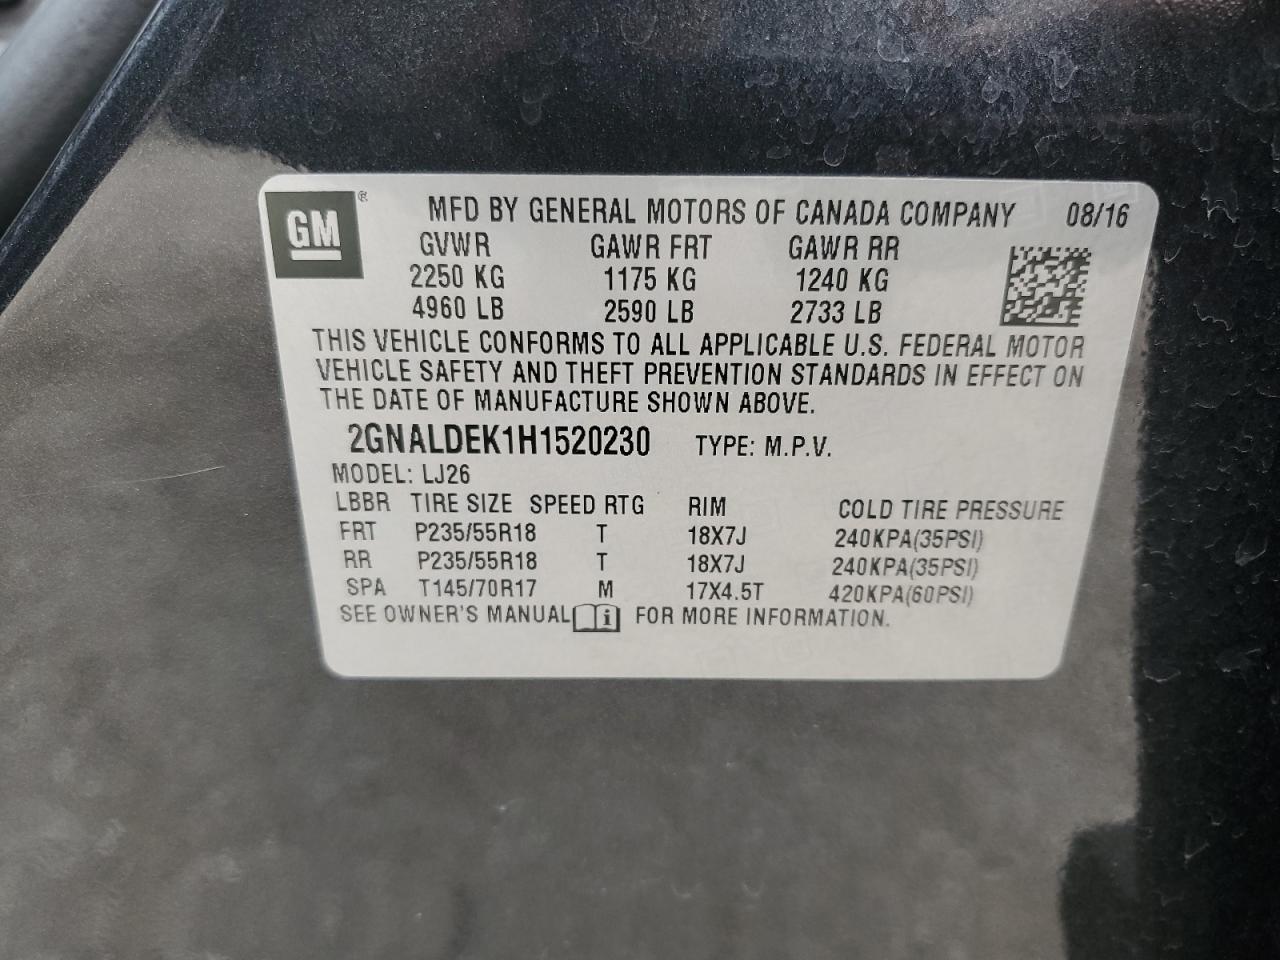 GM ® MFD BY GENERAL MOTORS OF CANADA COMPANY 08/16
GVWR GAWR FRT GAWR RR
2250 KG 1175 KG 1240 KG
4960 LB 2590 LB 2733 LB
THIS VEHICLE CONFORMS TO ALL APPLICABLE U.S. FEDERAL MOTOR
VEHICLE SAFETY AND THEFT PREVENTION STANDARDS IN EFFECT ON
THE DATE OF MANUFACTURE SHOWN ABOVE.
2GNALDEK1H1520230 TYPE: M.P.V.
MODEL: LJ26
LBBR TIRE SIZE SPEED RTG RIM COLD TIRE PRESSURE
FRT P235/55R18 T 18X7J 240KPA(35PSI)
RR P235/55R18 T 18X7J 240KPA(35PSI)
SPA T145/70R17 M 17X4.5T 420KPA(60PSI)
SEE OWNER'S MANUAL i FOR MORE INFORMATION.